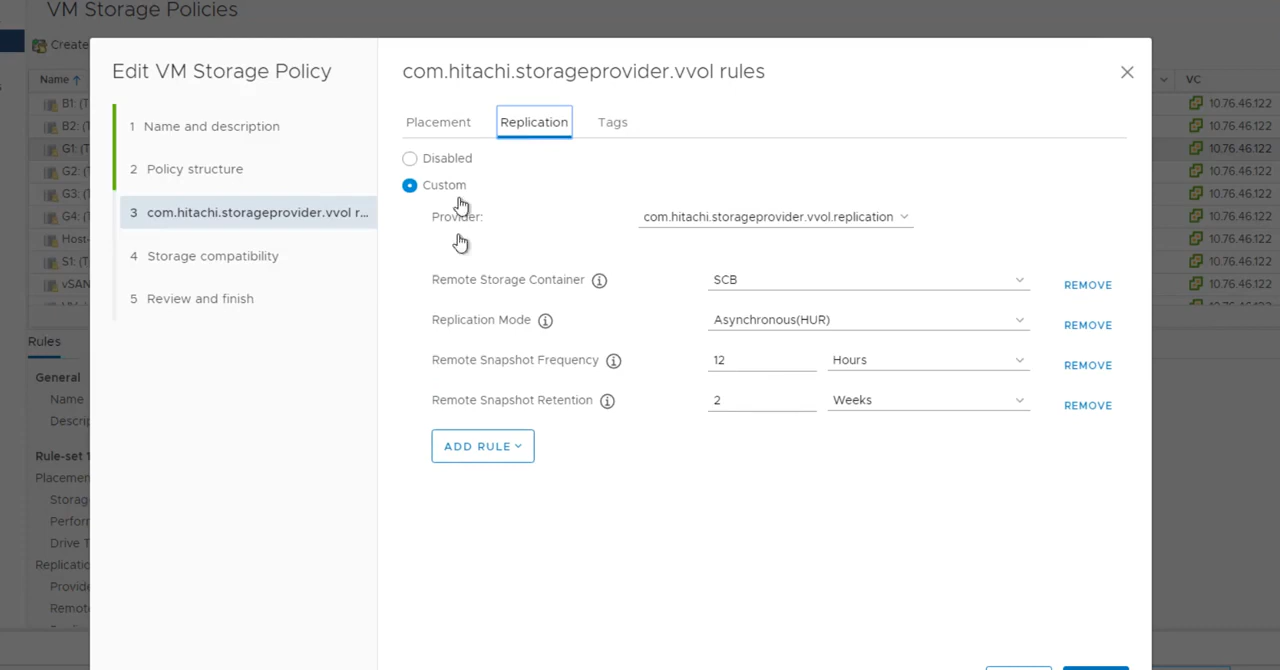 VM Storage Policies
Create
Name
VC
B1: (T
10.76.46.122
B2: (T
10.76.46.122
G1: (T
10.76.46.122
G2: (T
10.76.46.122
G3: (T
10.76.46.122
G4: (T
10.76.46.122
Host-
10.76.46.122
S1: (T
10.76.46.122
vSAN
10.76.46.122
Rules
General
Name
Descrip
Rule-set 1
Placement
Storag
Perform
Drive T
Replication
Provide
Remote
Edit VM Storage Policy
1 Name and description
2 Policy structure
3 com.hitachi.storageprovider.vvol r...
4 Storage compatibility
5 Review and finish
com.hitachi.storageprovider.vvol rules
Placement Replication Tags
Disabled
Custom
Provider: com.hitachi.storageprovider.vvol.replication
Remote Storage Container SCB REMOVE
Replication Mode Asynchronous(HUR) REMOVE
Remote Snapshot Frequency 12 Hours REMOVE
Remote Snapshot Retention 2 Weeks REMOVE
ADD RULE